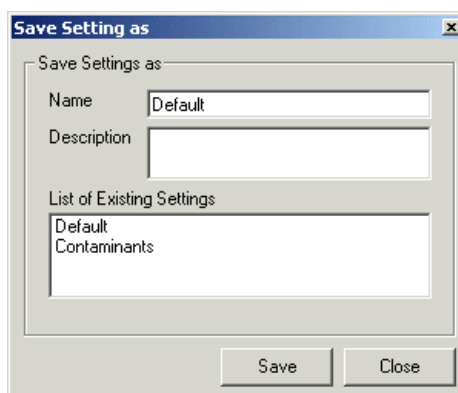 Save Setting as
Save Settings as
Name Default
Description
List of Existing Settings
Default
Contaminants
Save Close